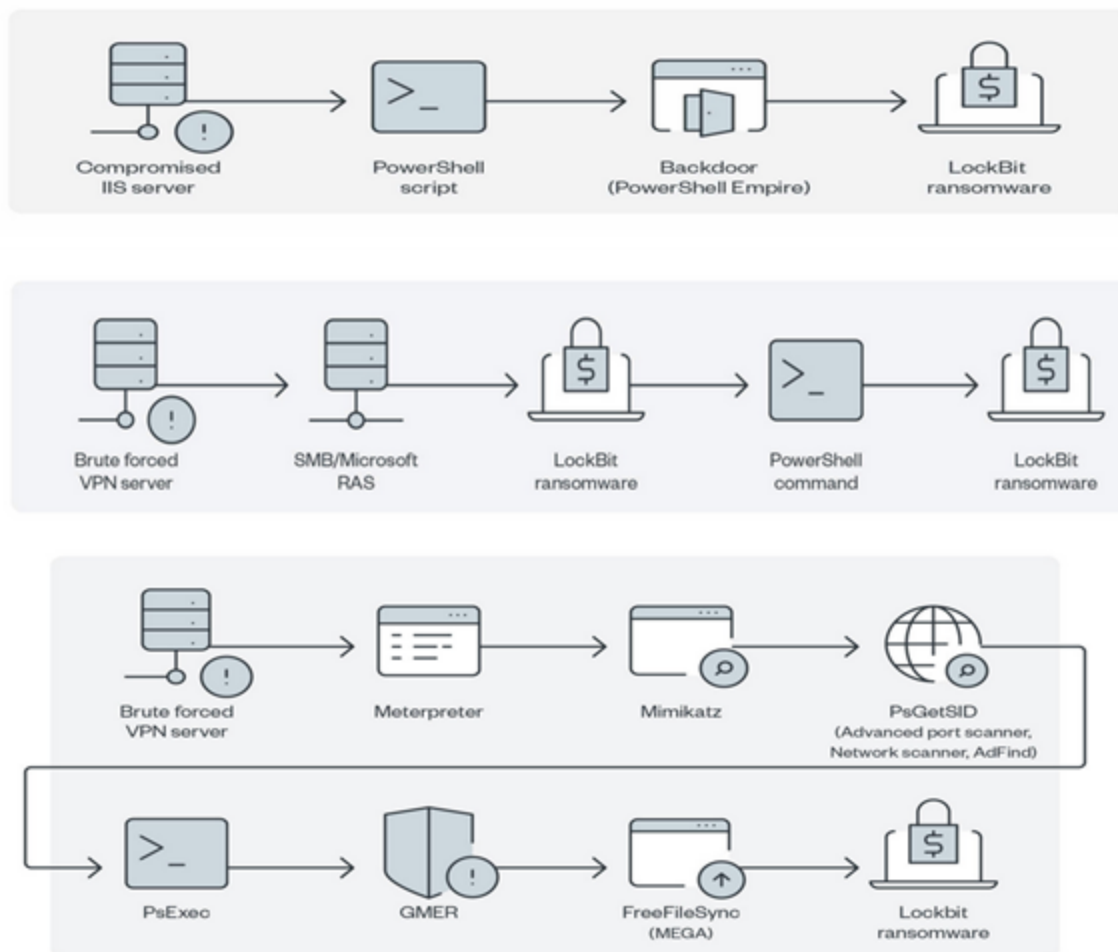 Compromised
IIS server
PowerShell
script
Backdoor
(PowerShell Empire)
LockBit
ransomware
Brute forced
VPN server
SMB/Microsoft
RAS
LockBit
ransomware
PowerShell
command
LockBit
ransomware
Brute forced
VPN server
Meterpreter
Mimikatz
PsGetSID
(Advanced port scanner,
Network scanner, AdFind)
PsExec
GMER
FreeFileSync
(MEGA)
Lockbit
ransomware